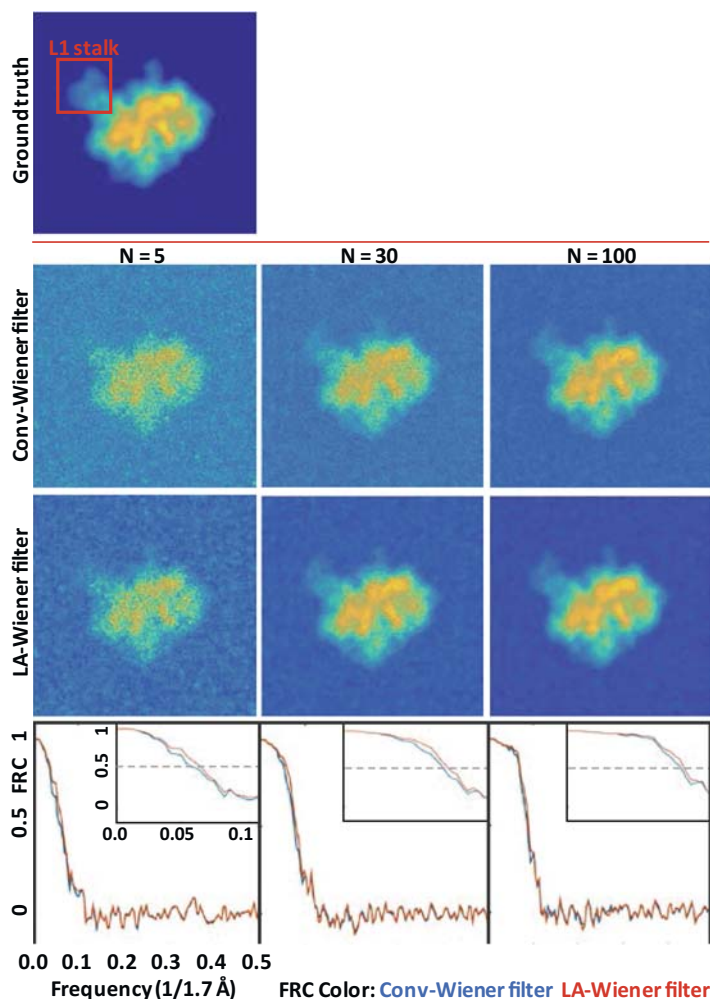 L1 stalk
Ground truth
N = 5 N = 30 N = 100
Conv-Wiener filter
LA-Wiener filter
FRC
1
0.5
0
1
0.5
0
0.0 0.05 0.1
0.0 0.1 0.2 0.3 0.4 0.5
Frequency (1/1.7 Å)
FRC Color: Conv-Wiener filter LA-Wiener filter